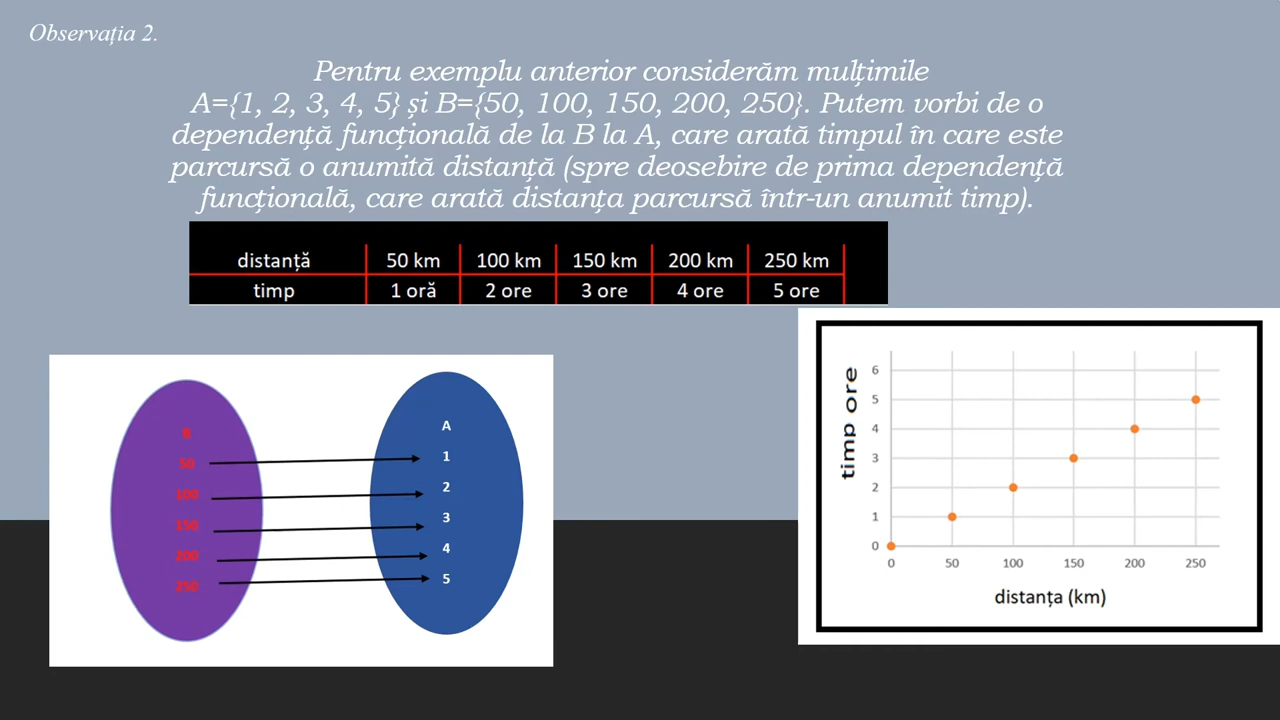 Observația 2.
Pentru exemplu anterior considerăm mulțimile
A={1, 2, 3, 4, 5} și B={50, 100, 150, 200, 250}. Putem vorbi de o
dependență funcțională de la B la A, care arată timpul în care este
parcursă o anumită distanță (spre deosebire de prima dependență
funcțională, care arată distanța parcursă într-un anumit timp).
distanță 50 km 100 km 150 km 200 km 250 km
timp 1 oră 2 ore 3 ore 4 ore 5 ore
B
50
100
150
200
250
A
1
2
3
4
5
timp ore
6
5
4
3
2
1
0
0 50 100 150 200 250
distanța (km)